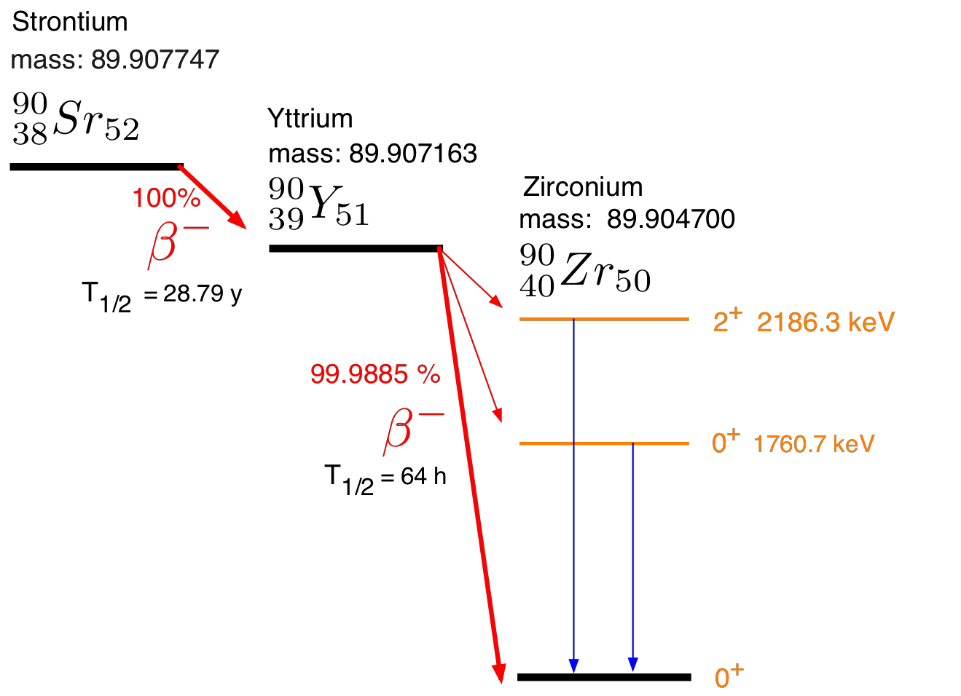 Strontium
mass: 89.907747
⁹⁰₃₈Sr₅₂
100%
β⁻
T₁/₂ = 28.79 y
Yttrium
mass: 89.907163
⁹⁰₃₉Y₅₁
99.9885 %
β⁻
T₁/₂ = 64 h
Zirconium
mass: 89.904700
⁹⁰₄₀Zr₅₀
2⁺ 2186.3 keV
0⁺ 1760.7 keV
0⁺